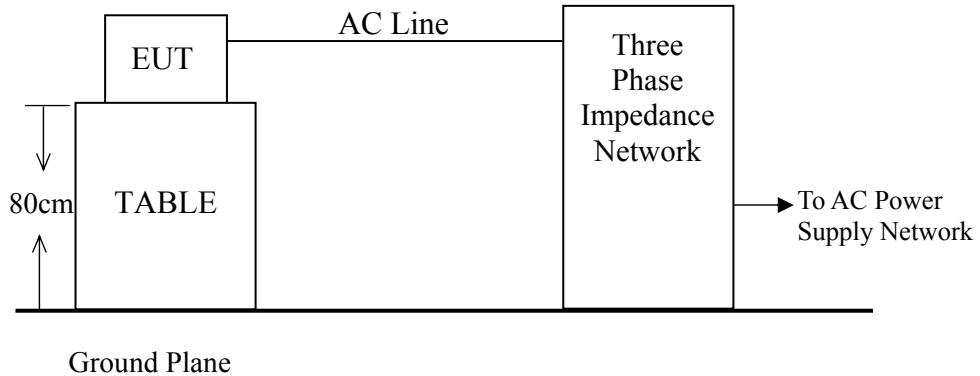 AC Line
EUT
Three
Phase
Impedance
Network
80cm
TABLE
To AC Power
Supply Network
Ground Plane